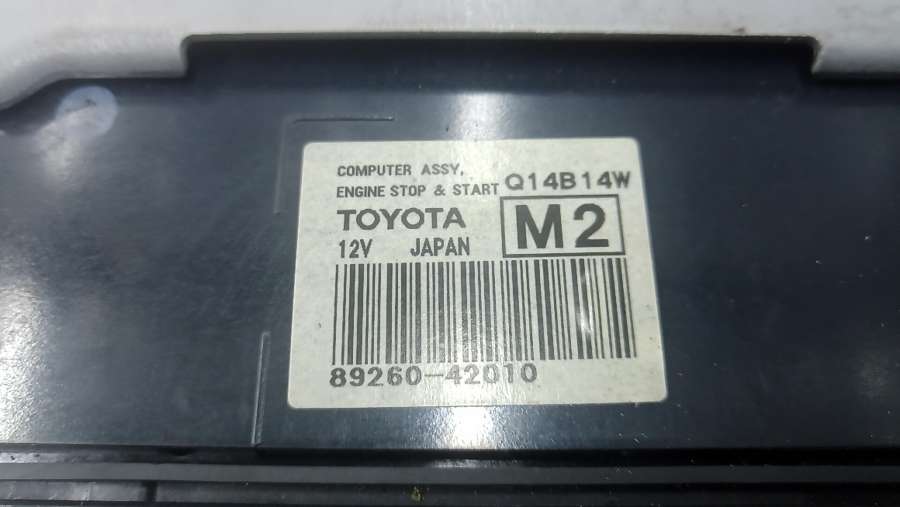 COMPUTER ASSY,
ENGINE STOP & START Q14B14W
TOYOTA M2
12V JAPAN
89260-42010